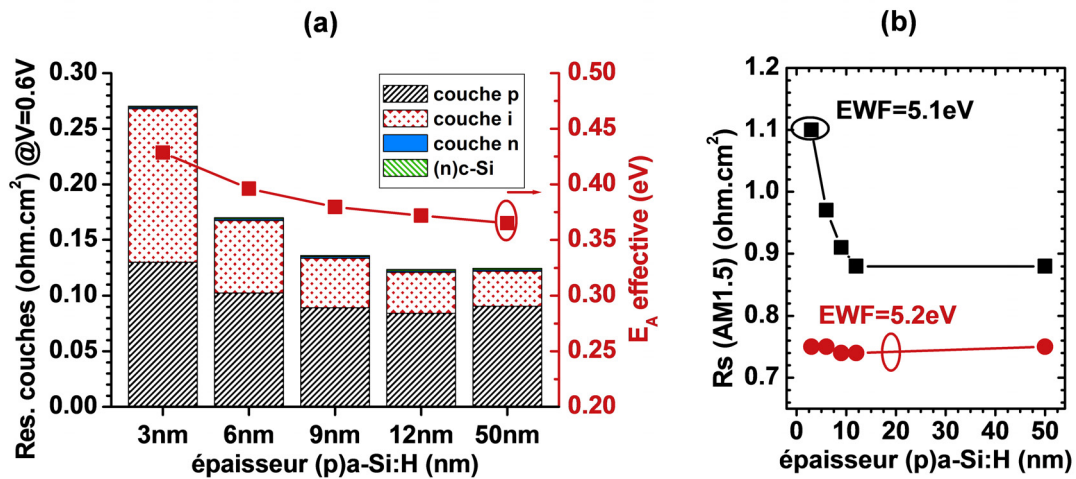 (a)
Res. couches (ohm.cm²) @V=0.6V
0.30
0.25
0.20
0.15
0.10
0.05
0.00
couche p
couche i
couche n
(n)c-Si
0.50
0.45
0.40
0.35
0.30
0.25
0.20
E_A effective (eV)
3nm 6nm 9nm 12nm 50nm
épaisseur (p)a-Si:H (nm)
(b)
Rs (AM1.5) (ohm.cm²)
1.2
1.1
1.0
0.9
0.8
0.7
EWF=5.1eV
EWF=5.2eV
0 10 20 30 40 50
épaisseur (p)a-Si:H (nm)